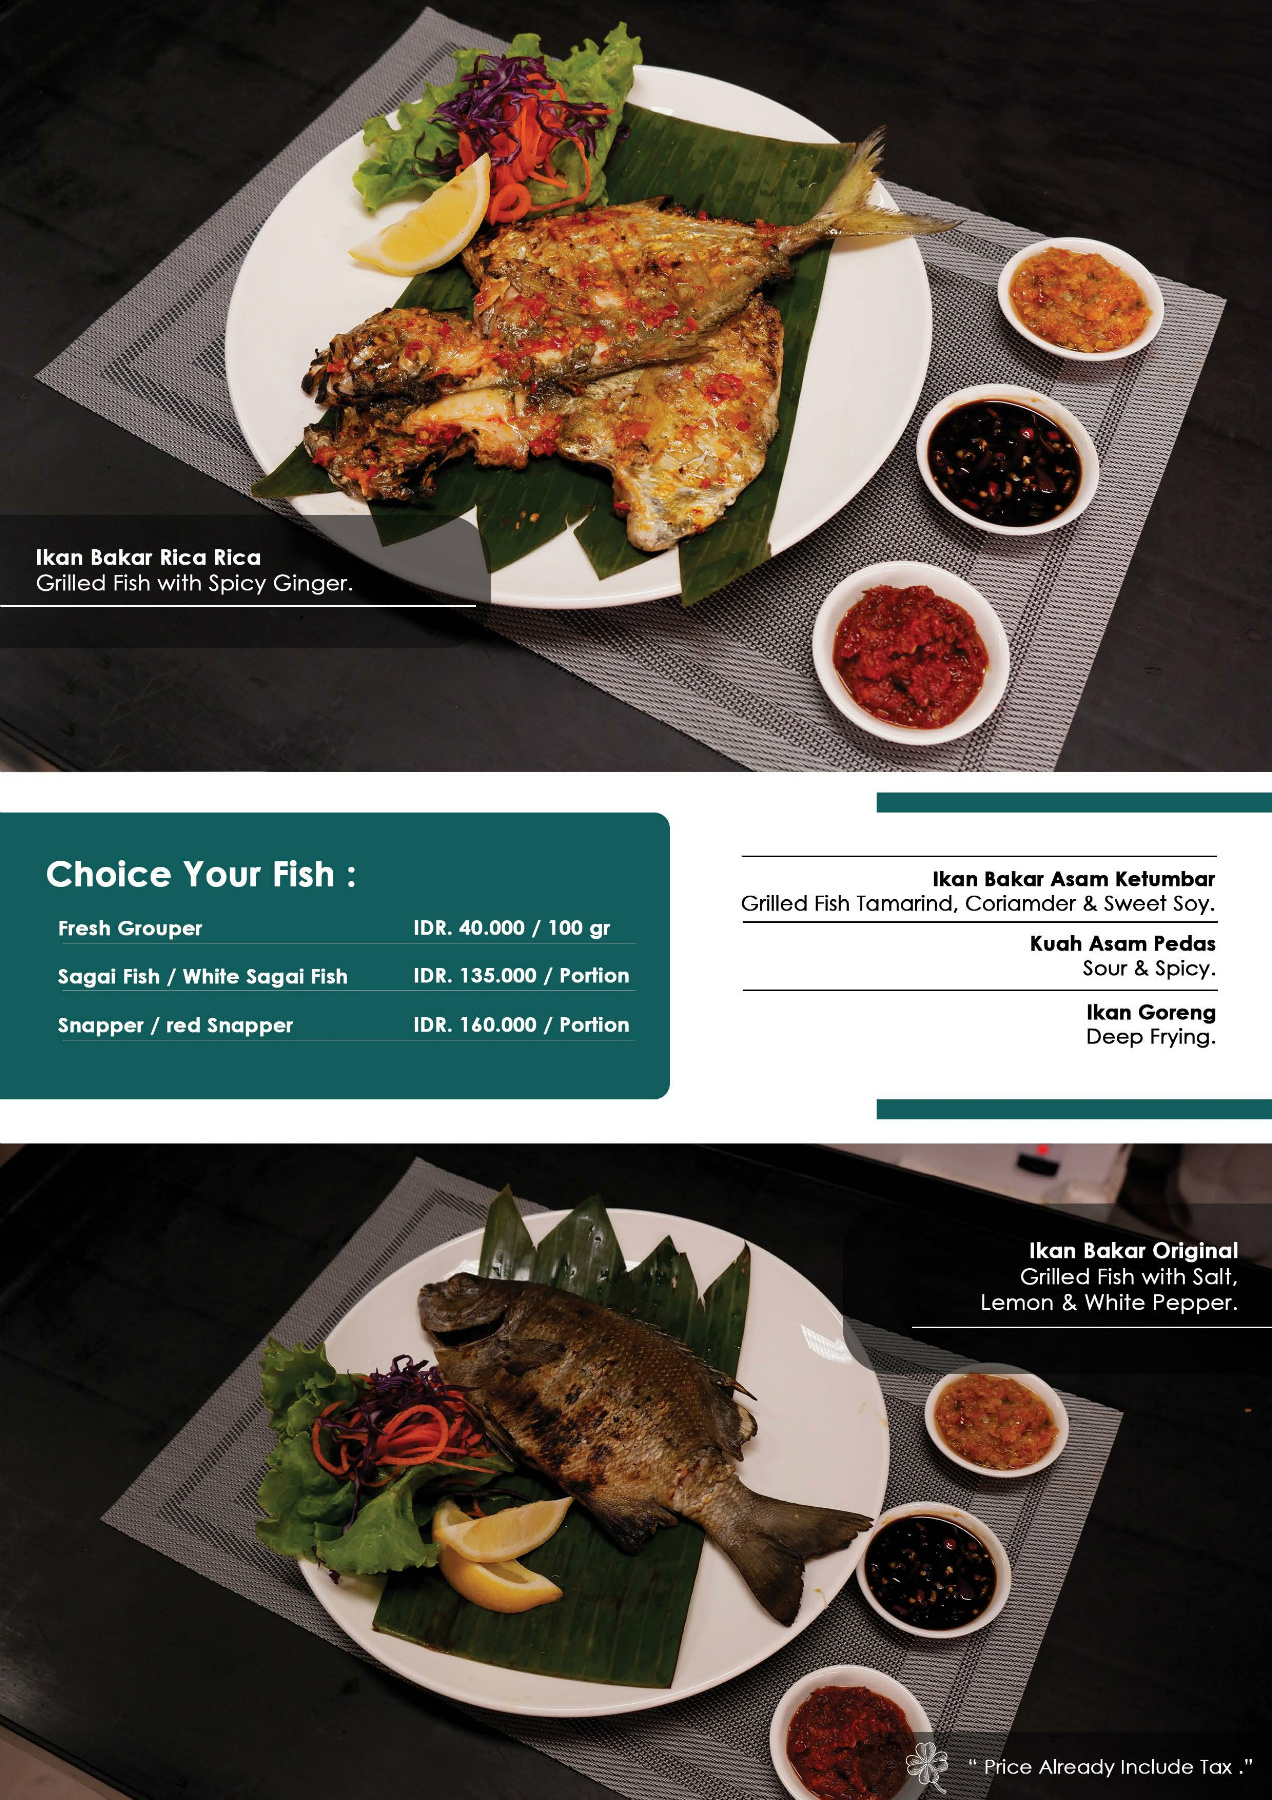 Ikan Bakar Rica Rica
Grilled Fish with Spicy Ginger.
Choice Your Fish :
Fresh Grouper IDR. 40.000 / 100 gr
Sagai Fish / White Sagai Fish IDR. 135.000 / Portion
Snapper / red Snapper IDR. 160.000 / Portion
Ikan Bakar Asam Ketumbar
Grilled Fish Tamarind, Coriamder & Sweet Soy.
Kuah Asam Pedas
Sour & Spicy.
Ikan Goreng
Deep Frying.
Ikan Bakar Original
Grilled Fish with Salt,
Lemon & White Pepper.
“ Price Already Include Tax .”